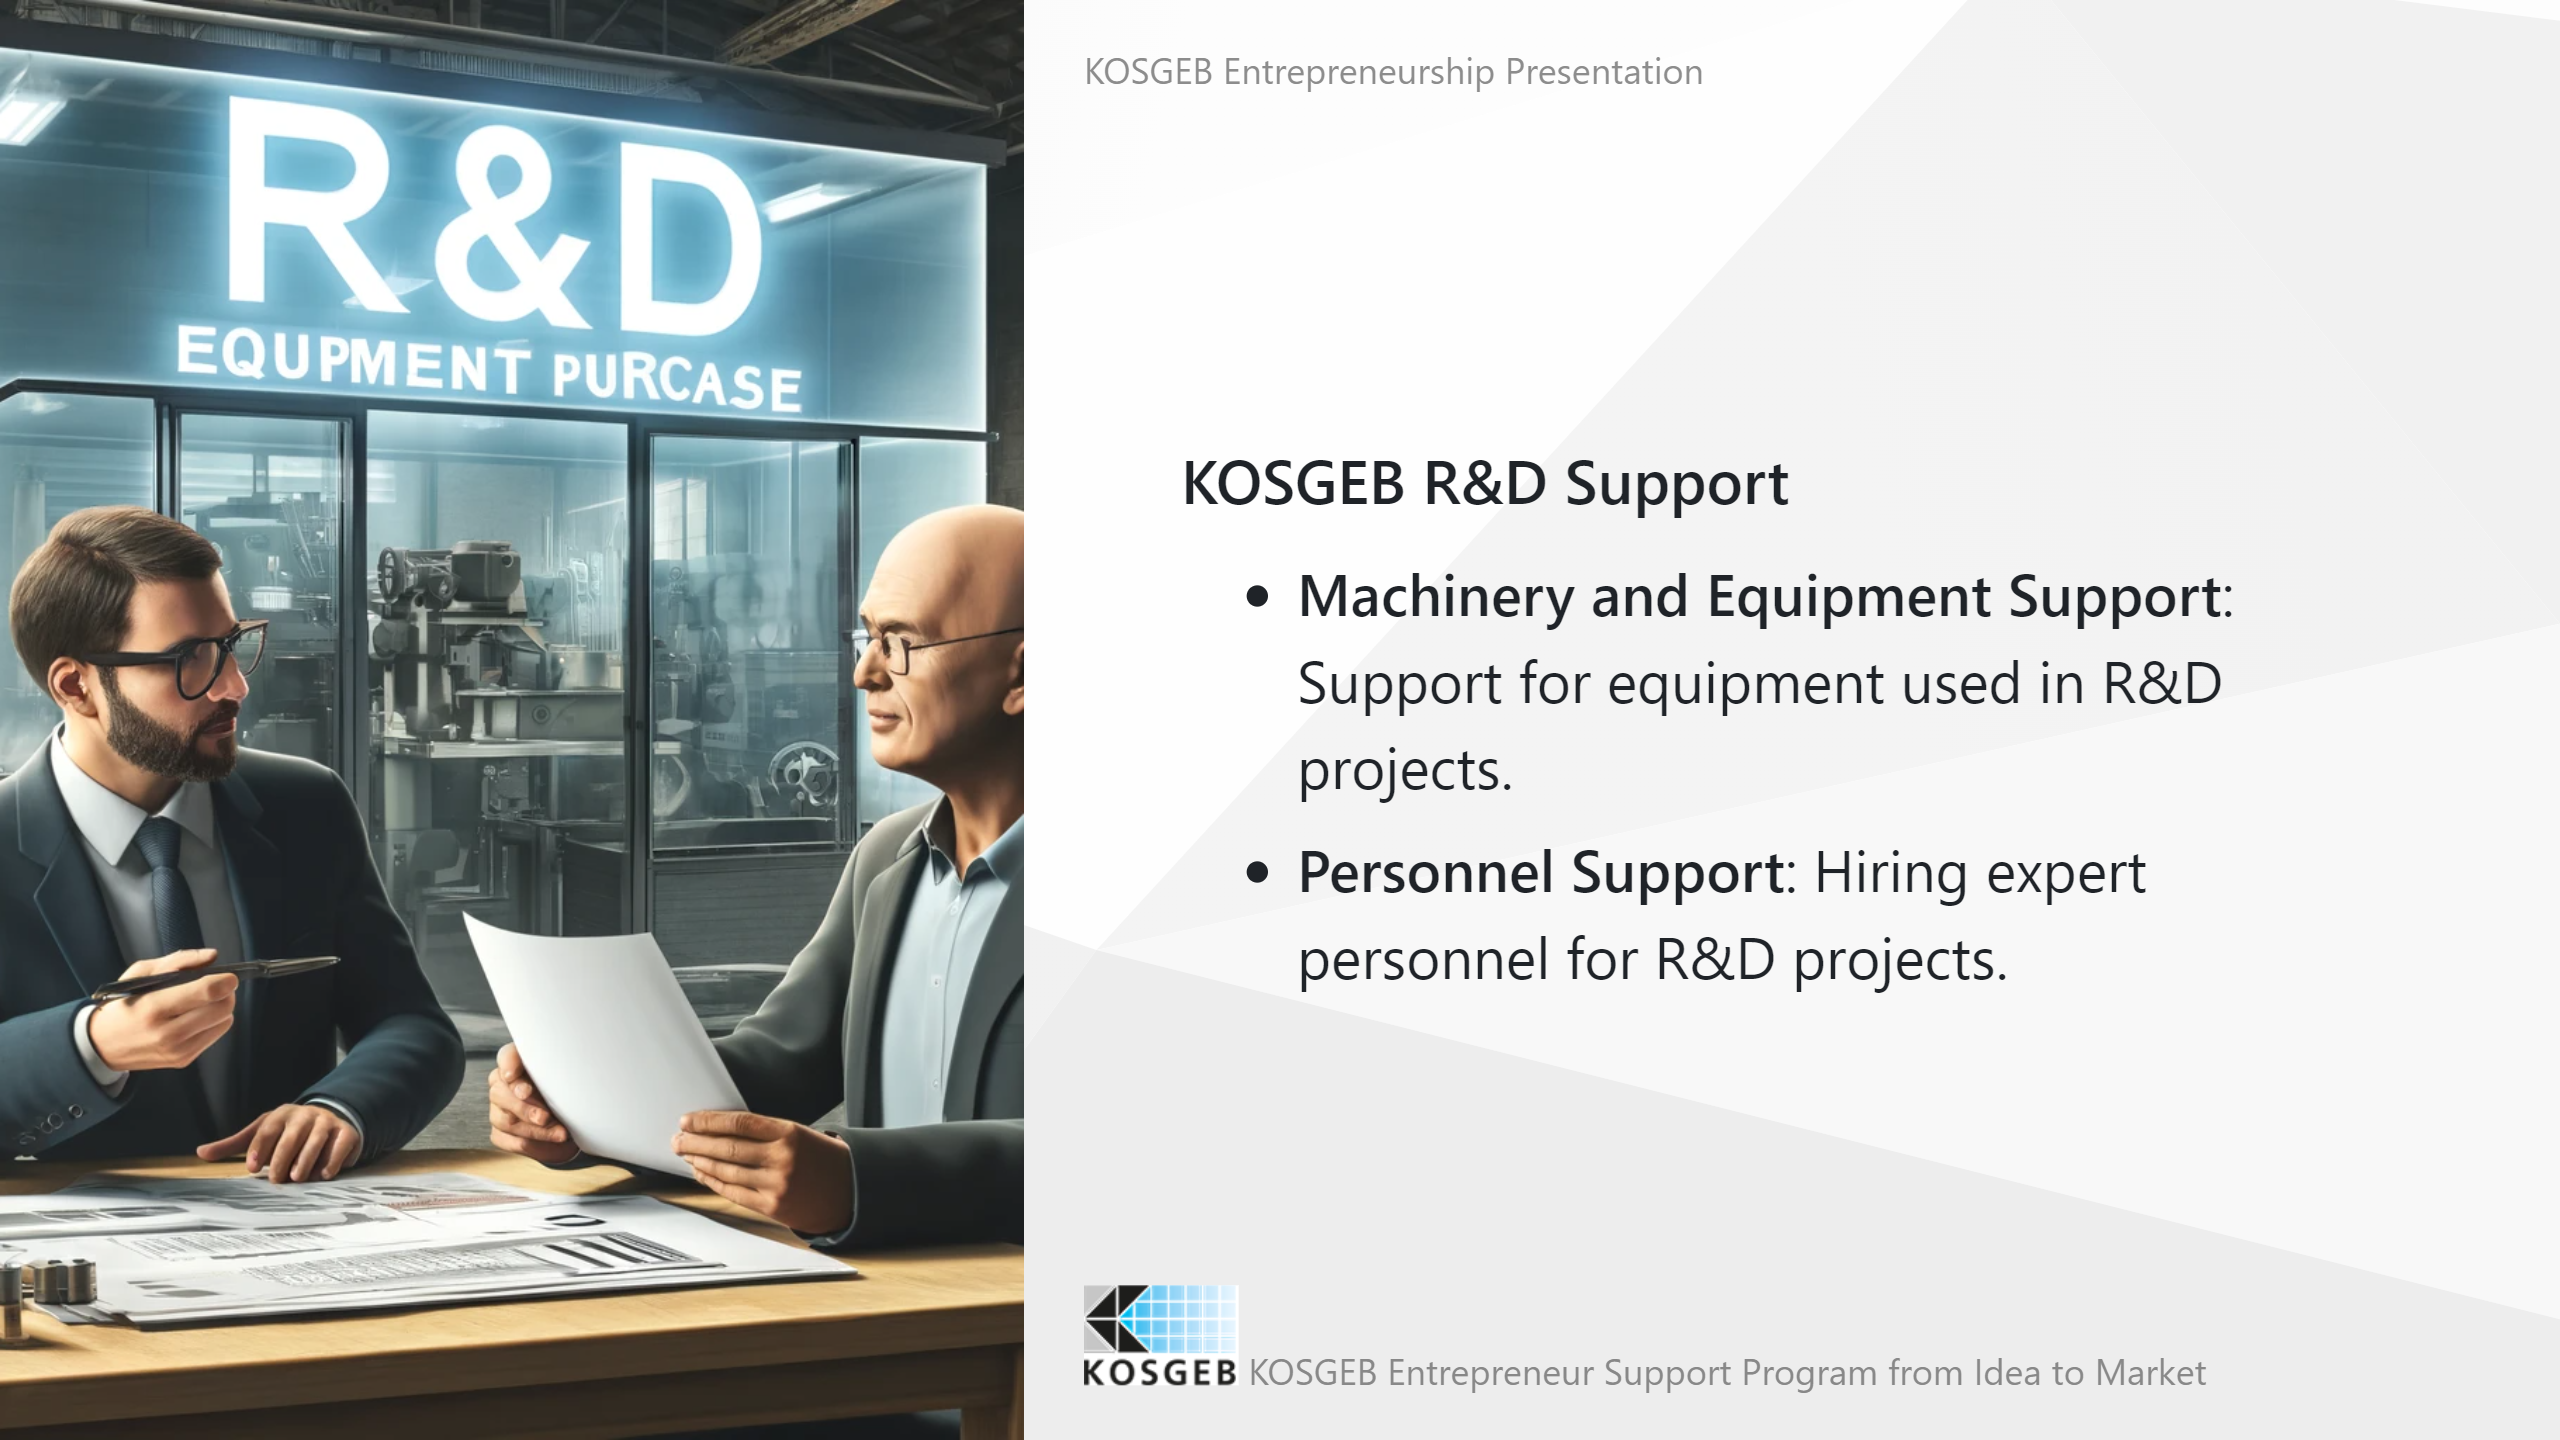 R&D
EQUPMENT PURCASE
KOSGEB Entrepreneurship Presentation
KOSGEB R&D Support
• Machinery and Equipment Support:
Support for equipment used in R&D
projects.
• Personnel Support: Hiring expert
personnel for R&D projects.
KOSGEB
KOSGEB Entrepreneur Support Program from Idea to Market